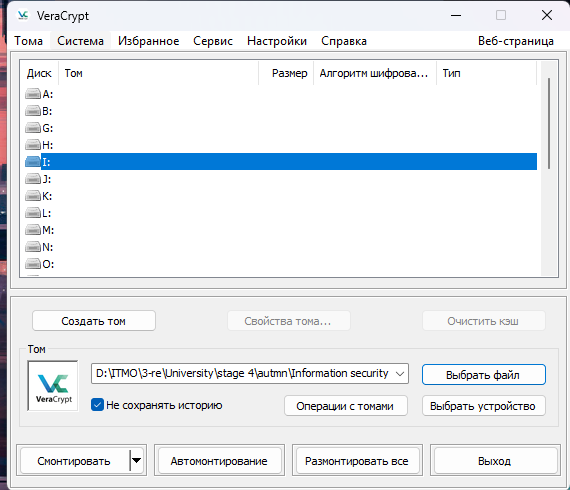 VeraCrypt
Тома Система Избранное Сервис Настройки Справка Веб-страница
Диск Том Размер Алгоритм шифрова... Тип
A:
B:
G:
H:
I:
J:
K:
L:
M:
N:
O:
Создать том Свойства тома... Очистить кэш
Том
D:\ITMO\3-re\University\stage 4\autmn\Information security Выбрать файл
VeraCrypt
Не сохранять историю Операции с томами Выбрать устройство
Смонтировать Автомонтирование Размонтировать все Выход